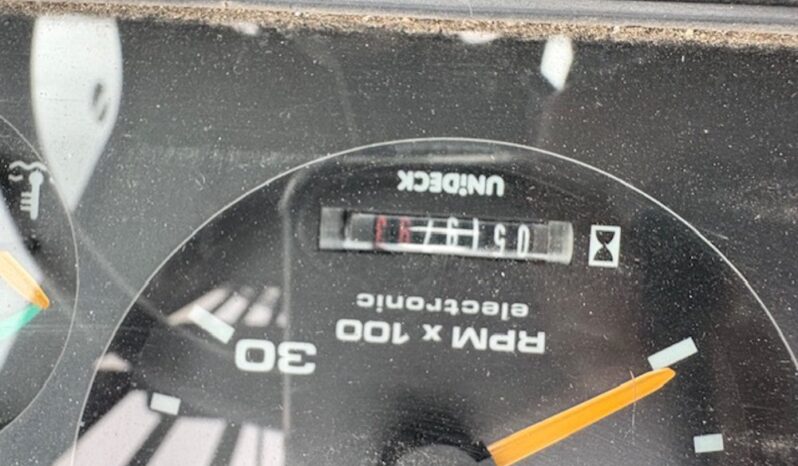 30
RPM x 100
electronic
UNiDECK